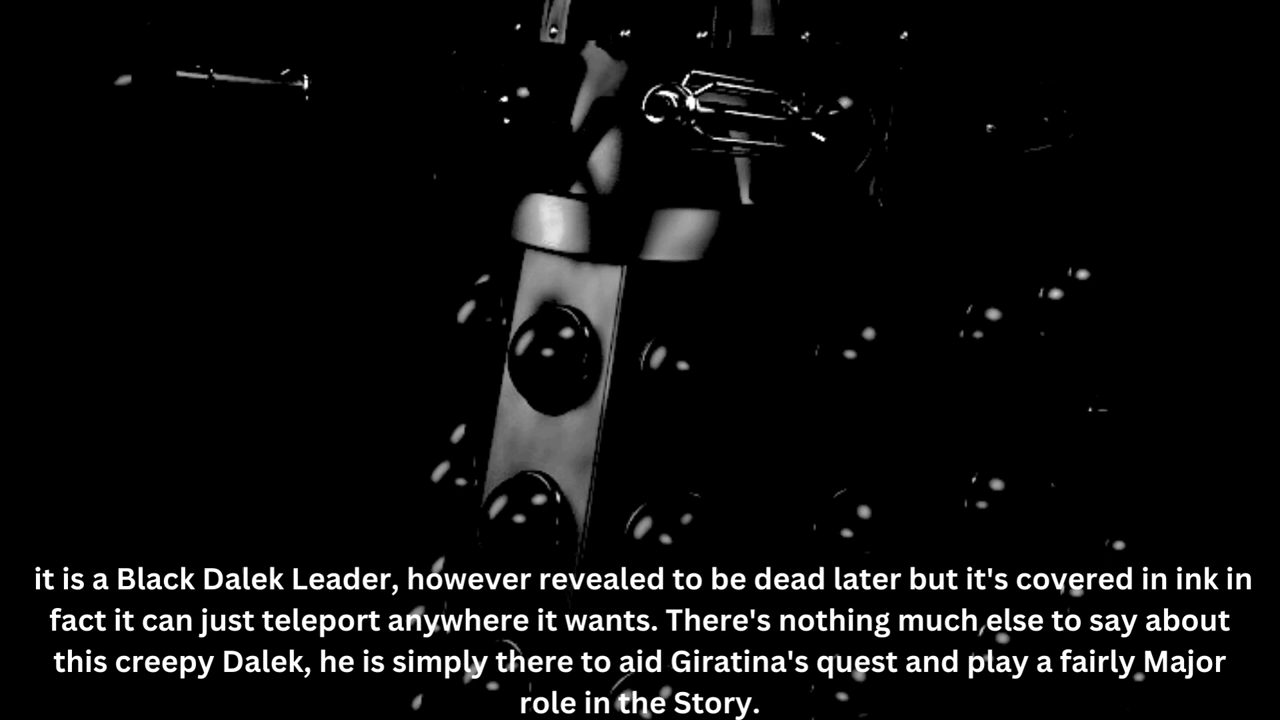 it is a Black Dalek Leader, however revealed to be dead later but it's covered in ink in
fact it can just teleport anywhere it wants. There's nothing much else to say about
this creepy Dalek, he is simply there to aid Giratina's quest and play a fairly Major
role in the Story.